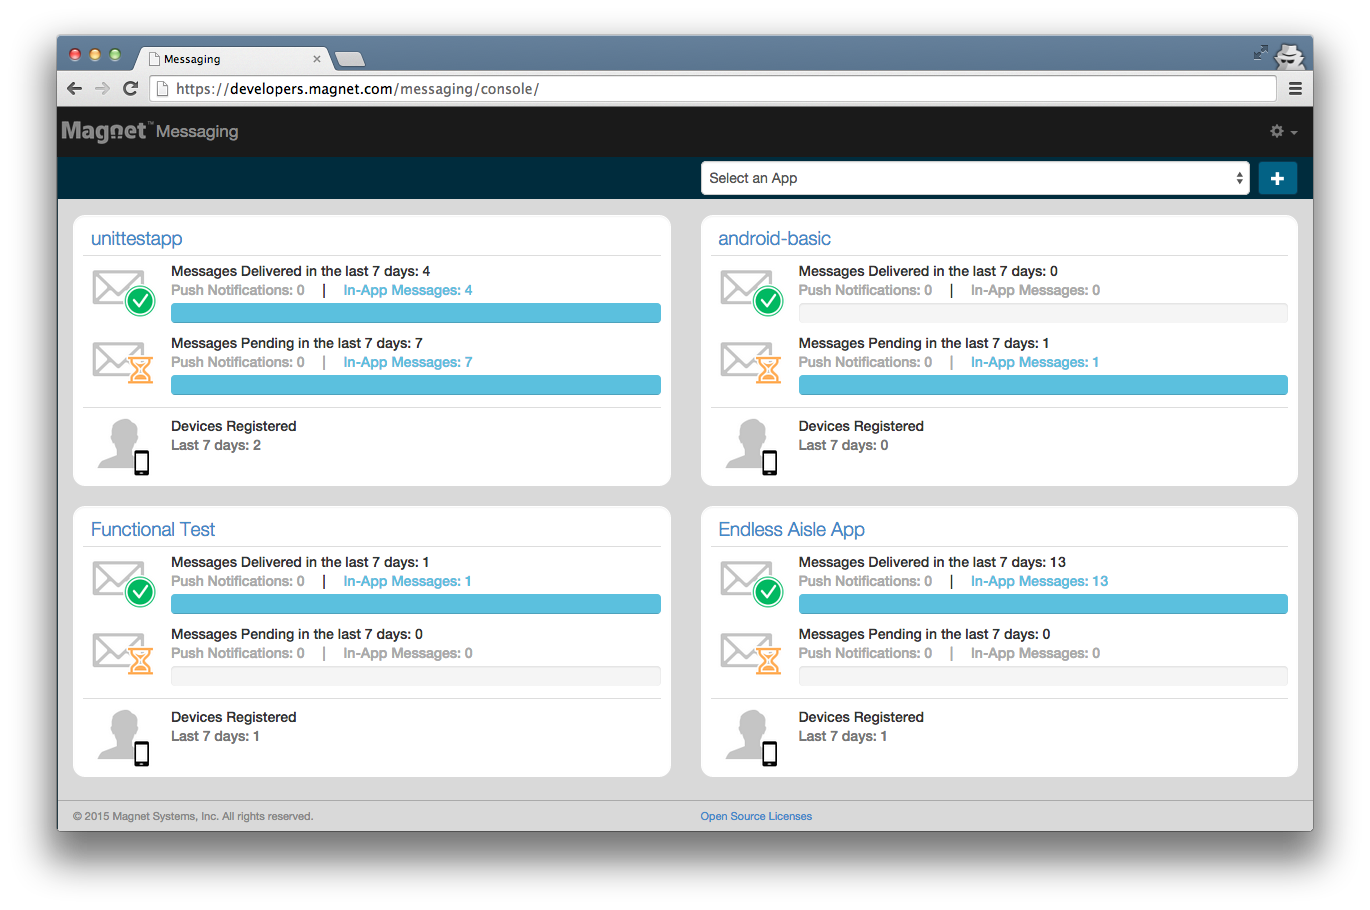 Messaging
https://developers.magnet.com/messaging/console/
Magnet™ Messaging
Select an App
unittestapp
Messages Delivered in the last 7 days: 4
Push Notifications: 0 | In-App Messages: 4
Messages Pending in the last 7 days: 7
Push Notifications: 0 | In-App Messages: 7
Devices Registered
Last 7 days: 2
android-basic
Messages Delivered in the last 7 days: 0
Push Notifications: 0 | In-App Messages: 0
Messages Pending in the last 7 days: 1
Push Notifications: 0 | In-App Messages: 1
Devices Registered
Last 7 days: 0
Functional Test
Messages Delivered in the last 7 days: 1
Push Notifications: 0 | In-App Messages: 1
Messages Pending in the last 7 days: 0
Push Notifications: 0 | In-App Messages: 0
Devices Registered
Last 7 days: 1
Endless Aisle App
Messages Delivered in the last 7 days: 13
Push Notifications: 0 | In-App Messages: 13
Messages Pending in the last 7 days: 0
Push Notifications: 0 | In-App Messages: 0
Devices Registered
Last 7 days: 1
© 2015 Magnet Systems, Inc. All rights reserved.
Open Source Licenses